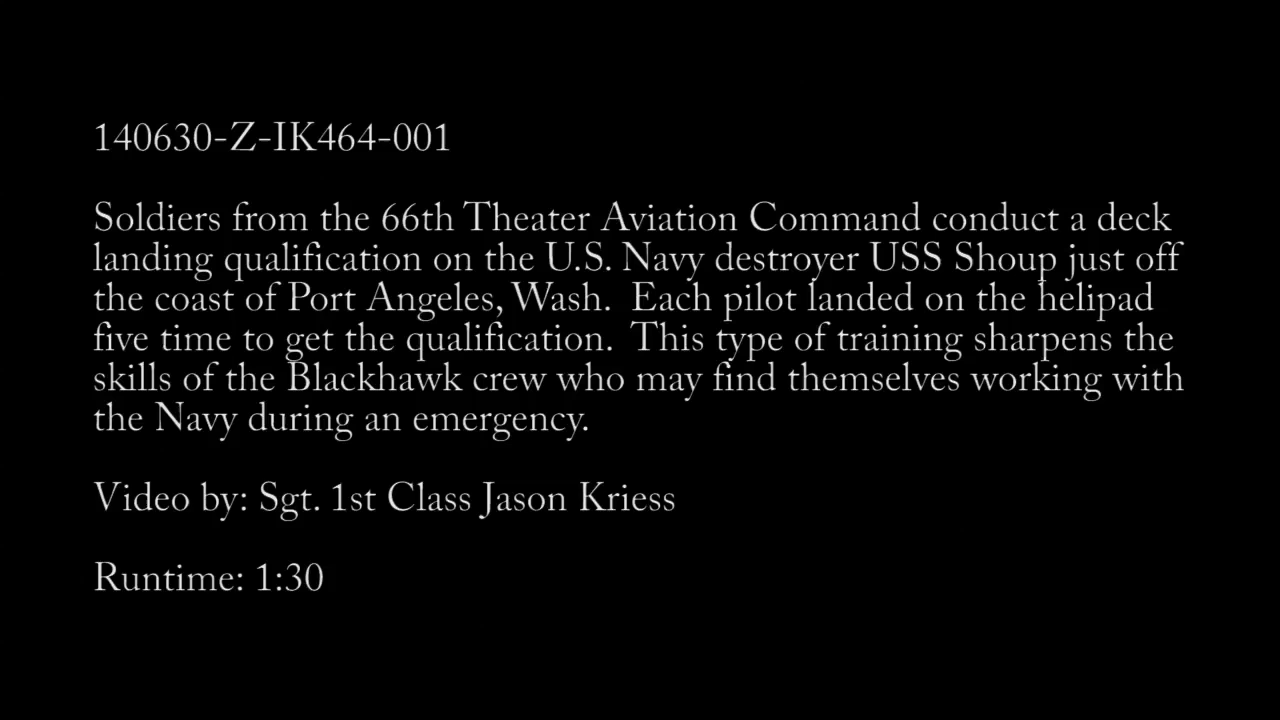 140630-Z-IK464-001
Soldiers from the 66th Theater Aviation Command conduct a deck
landing qualification on the U.S. Navy destroyer USS Shoup just off
the coast of Port Angeles, Wash.  Each pilot landed on the helipad
five time to get the qualification.  This type of training sharpens the
skills of the Blackhawk crew who may find themselves working with
the Navy during an emergency.
Video by: Sgt. 1st Class Jason Kriess
Runtime: 1:30